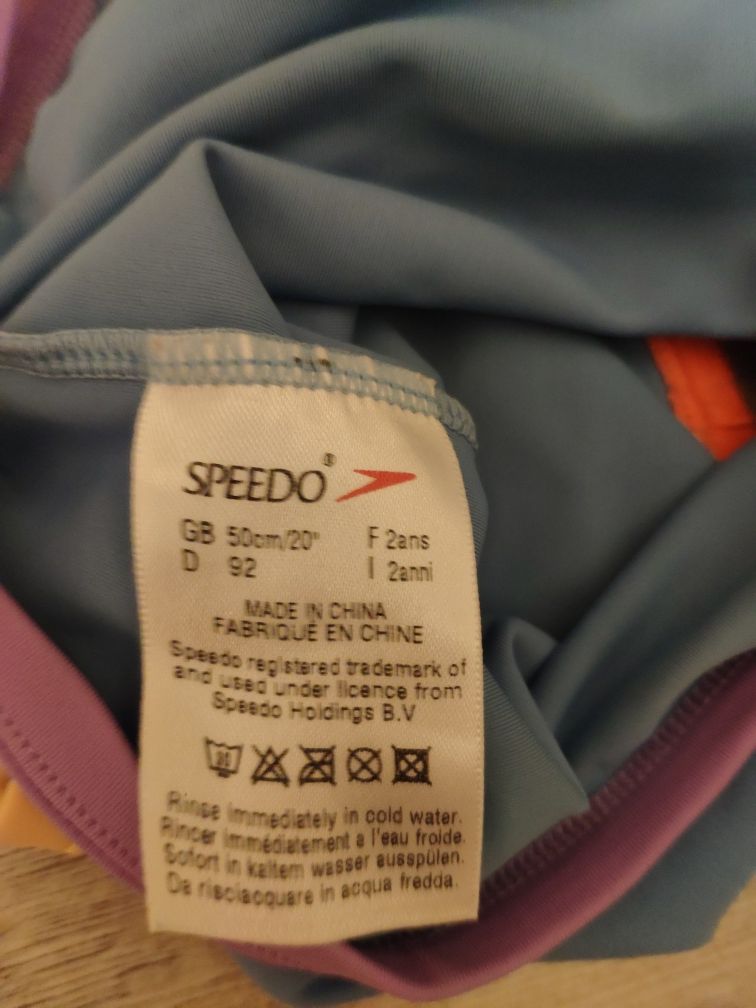 SPEEDO®
GB 50cm/20" F 2ans
D 92 I 2anni
MADE IN CHINA
FABRIQUÉ EN CHINE
Speedo registered trademark of
and used under licence from
Speedo Holdings B.V
Rinse immediately in cold water.
Rincer immédiatement a l'eau froide.
Sofort in kaltem wasser ausspülen.
Da risciacquare in acqua fredda.